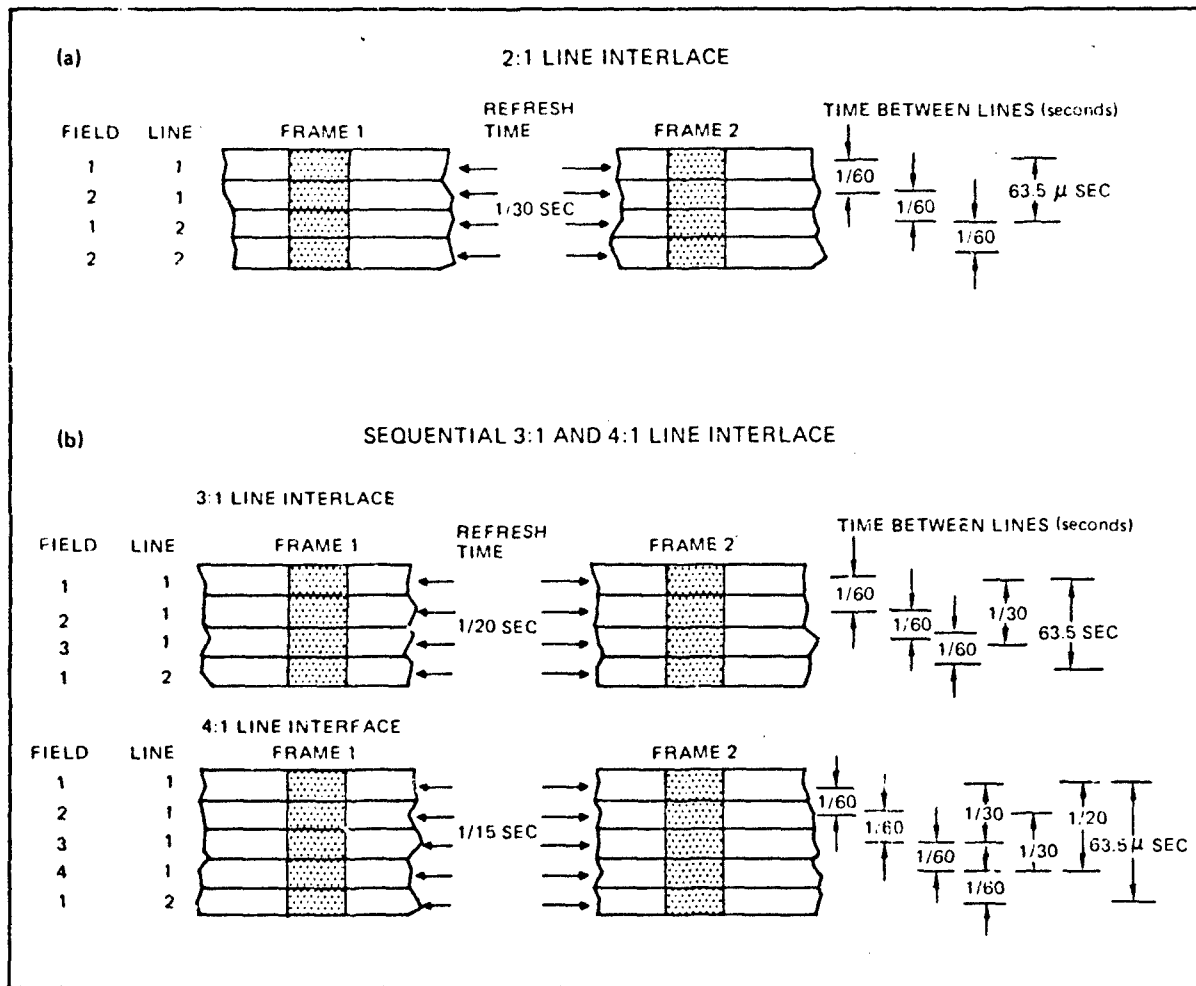 (a) 2:1 LINE INTERLACE
FIELD LINE FRAME 1 REFRESH TIME FRAME 2 TIME BETWEEN LINES (seconds)
1 1
2 1
1 2
2 2
1/30 SEC
1/60 1/60 1/60 63.5 μ SEC
(b) SEQUENTIAL 3:1 AND 4:1 LINE INTERLACE
3:1 LINE INTERLACE
FIELD LINE FRAME 1 REFRESH TIME FRAME 2 TIME BETWEEN LINES (seconds)
1 1
2 1
3 1
1 2
1/20 SEC
1/60 1/60 1/60 1/30 63.5 SEC
4:1 LINE INTERFACE
FIELD LINE FRAME 1 FRAME 2
1 1
2 1
3 1
4 1
1 2
1/15 SEC
1/60 1/60 1/60 1/30 1/60 1/30 1/20 63.5 μ SEC